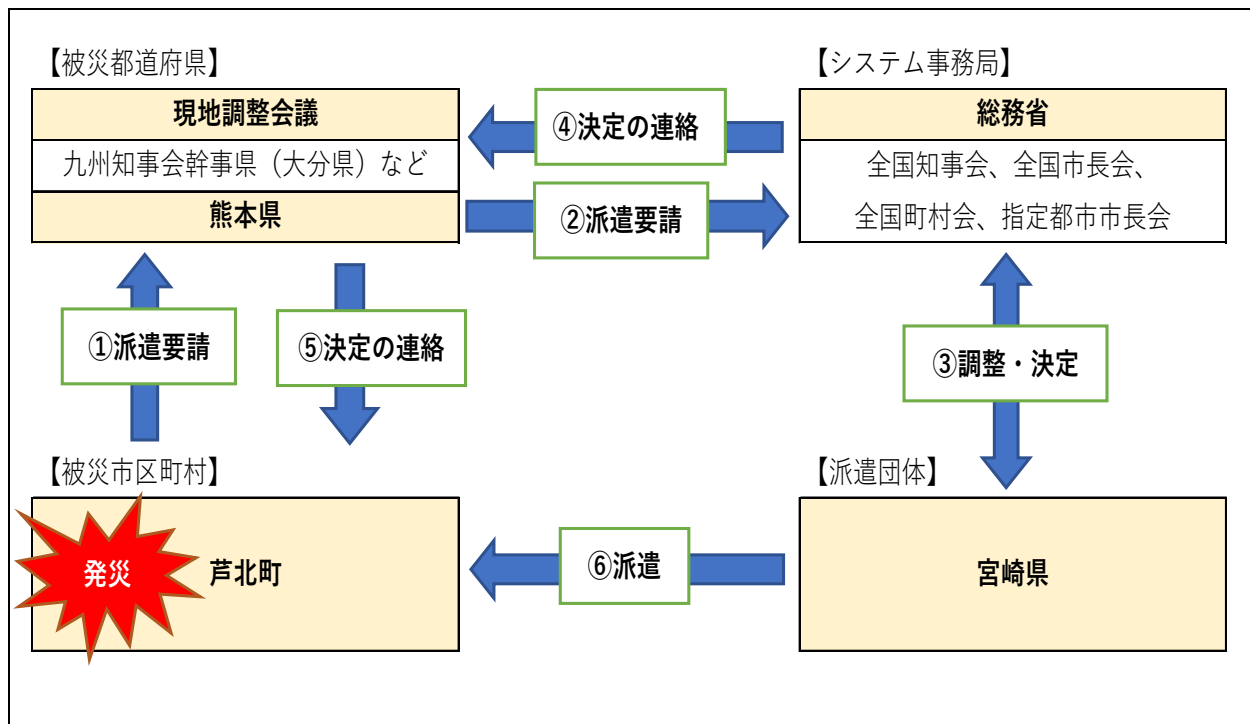 【被災都道府県】
現地調整会議
九州知事会幹事県（大分県）など
熊本県
【システム事務局】
総務省
全国知事会、全国市長会、
全国町村会、指定都市市長会
④決定の連絡
②派遣要請
①派遣要請
⑤決定の連絡
③調整・決定
【被災市区町村】
発災
芦北町
⑥派遣
【派遣団体】
宮崎県